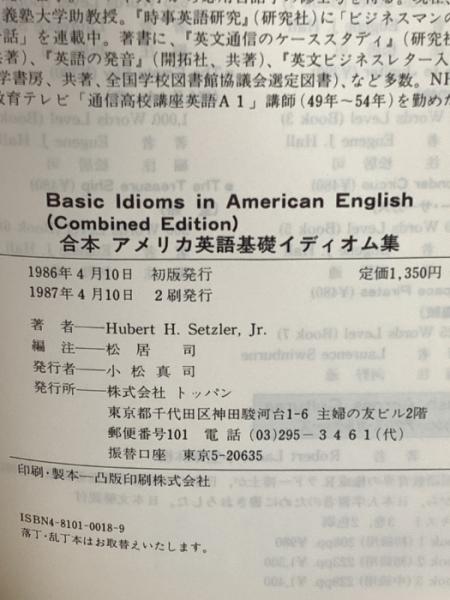 義塾大学助教授。『時事英語研究』(研究社)に「ビジネスマンの
話」を連載中。著書に、『英文通信のケーススタディ』(研究社
著)、『英語の発音』(開拓社、共著)、『英文ビジネスレター入
学書房、共著、全国学校図書館協議会選定図書)、など多数。NH
教育テレビ「通信高校講座英語A1」講師(49年～54年)を勤めた
Basic Idioms in American English
(Combined Edition)
合本 アメリカ英語基礎イディオム集
1986年4月10日 初版発行 定価1,350円
1987年4月10日 2刷発行
著者——Hubert H. Setzler, Jr.
編注——松居司
発行者——小松真司
発行所——株式会社 トッパン
東京都千代田区神田駿河台1-6 主婦の友ビル2階
郵便番号101 電話 (03)295-3461(代)
振替口座 東京5-20635
印刷・製本—凸版印刷株式会社
ISBN4-8101-0018-9
落丁・乱丁本はお取替えいたします。